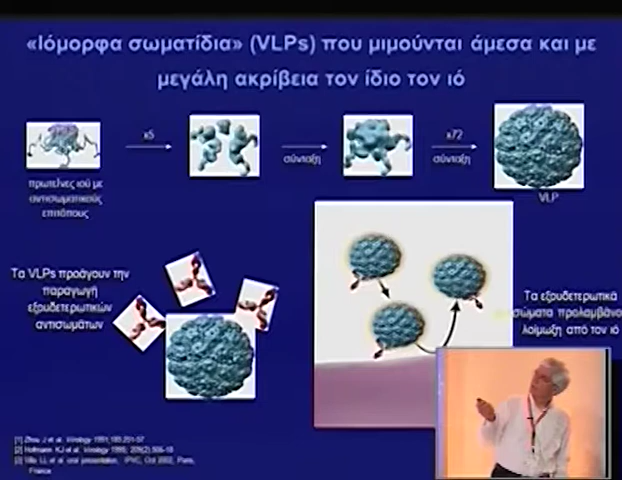 «Ιόμορφα σωματίδια» (VLPs) που μιμούνται άμεσα και με
μεγάλη ακρίβεια τον ίδιο τον ιό
x5
σύνταξη
x72
σύνταξη
πρωτεΐνες ιού με
αντισωματικούς
επιτόπους
VLP
Τα VLPs προάγουν την
παραγωγή
εξουδετερωτικών
αντισωμάτων
Τα εξουδετερωτικά
σώματα προλαμβάνο
λοίμωξη από τον ιό
[1] Zhou J et al. Virology 1991;185:251-57
[2] Hofmann KJ et al. Virology 1995; 209(2):506-18
[3] Villa LL et al. oral presentation, IPVC, Oct 2002, Paris,
France